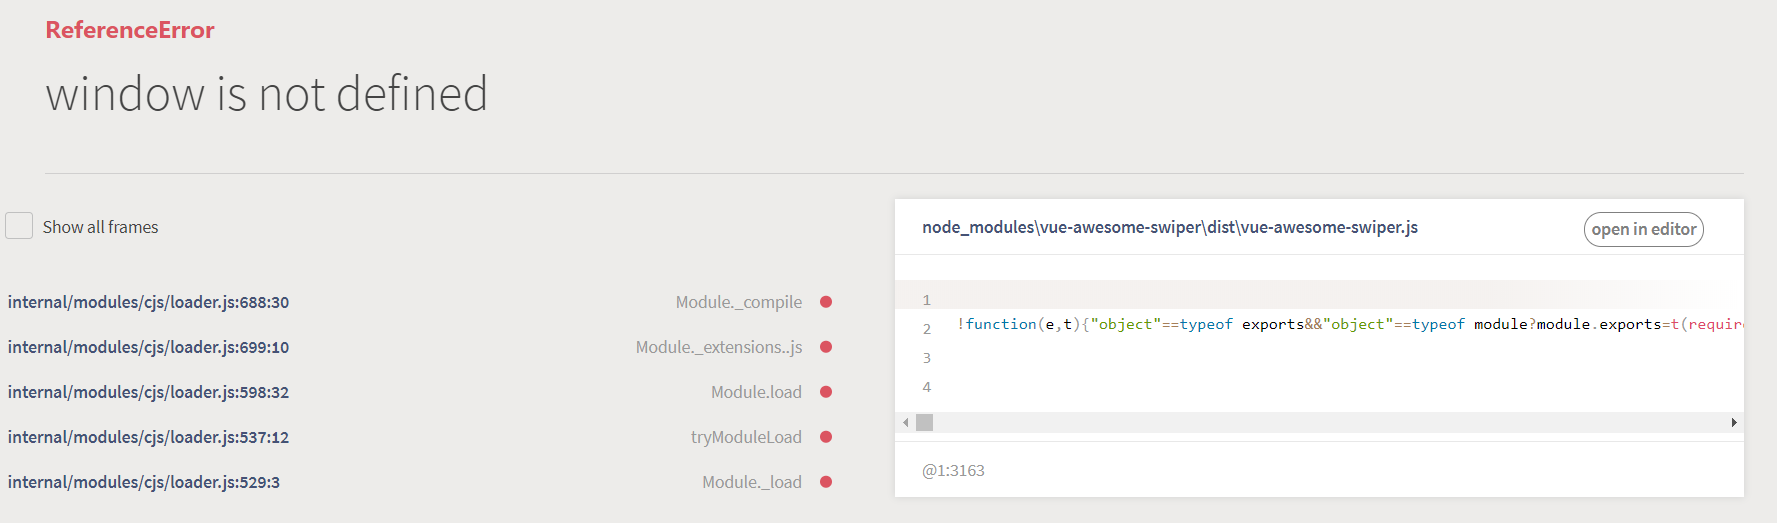 ReferenceError
window is not defined
Show all frames
internal/modules/cjs/loader.js:688:30 Module._compile
internal/modules/cjs/loader.js:699:10 Module._extensions..js
internal/modules/cjs/loader.js:598:32 Module.load
internal/modules/cjs/loader.js:537:12 tryModuleLoad
internal/modules/cjs/loader.js:529:3 Module._load
node_modules\vue-awesome-swiper\dist\vue-awesome-swiper.js open in editor
1
2 !function(e,t){"object"==typeof exports&&"object"==typeof module?module.exports=t(require
3
4
@1:3163